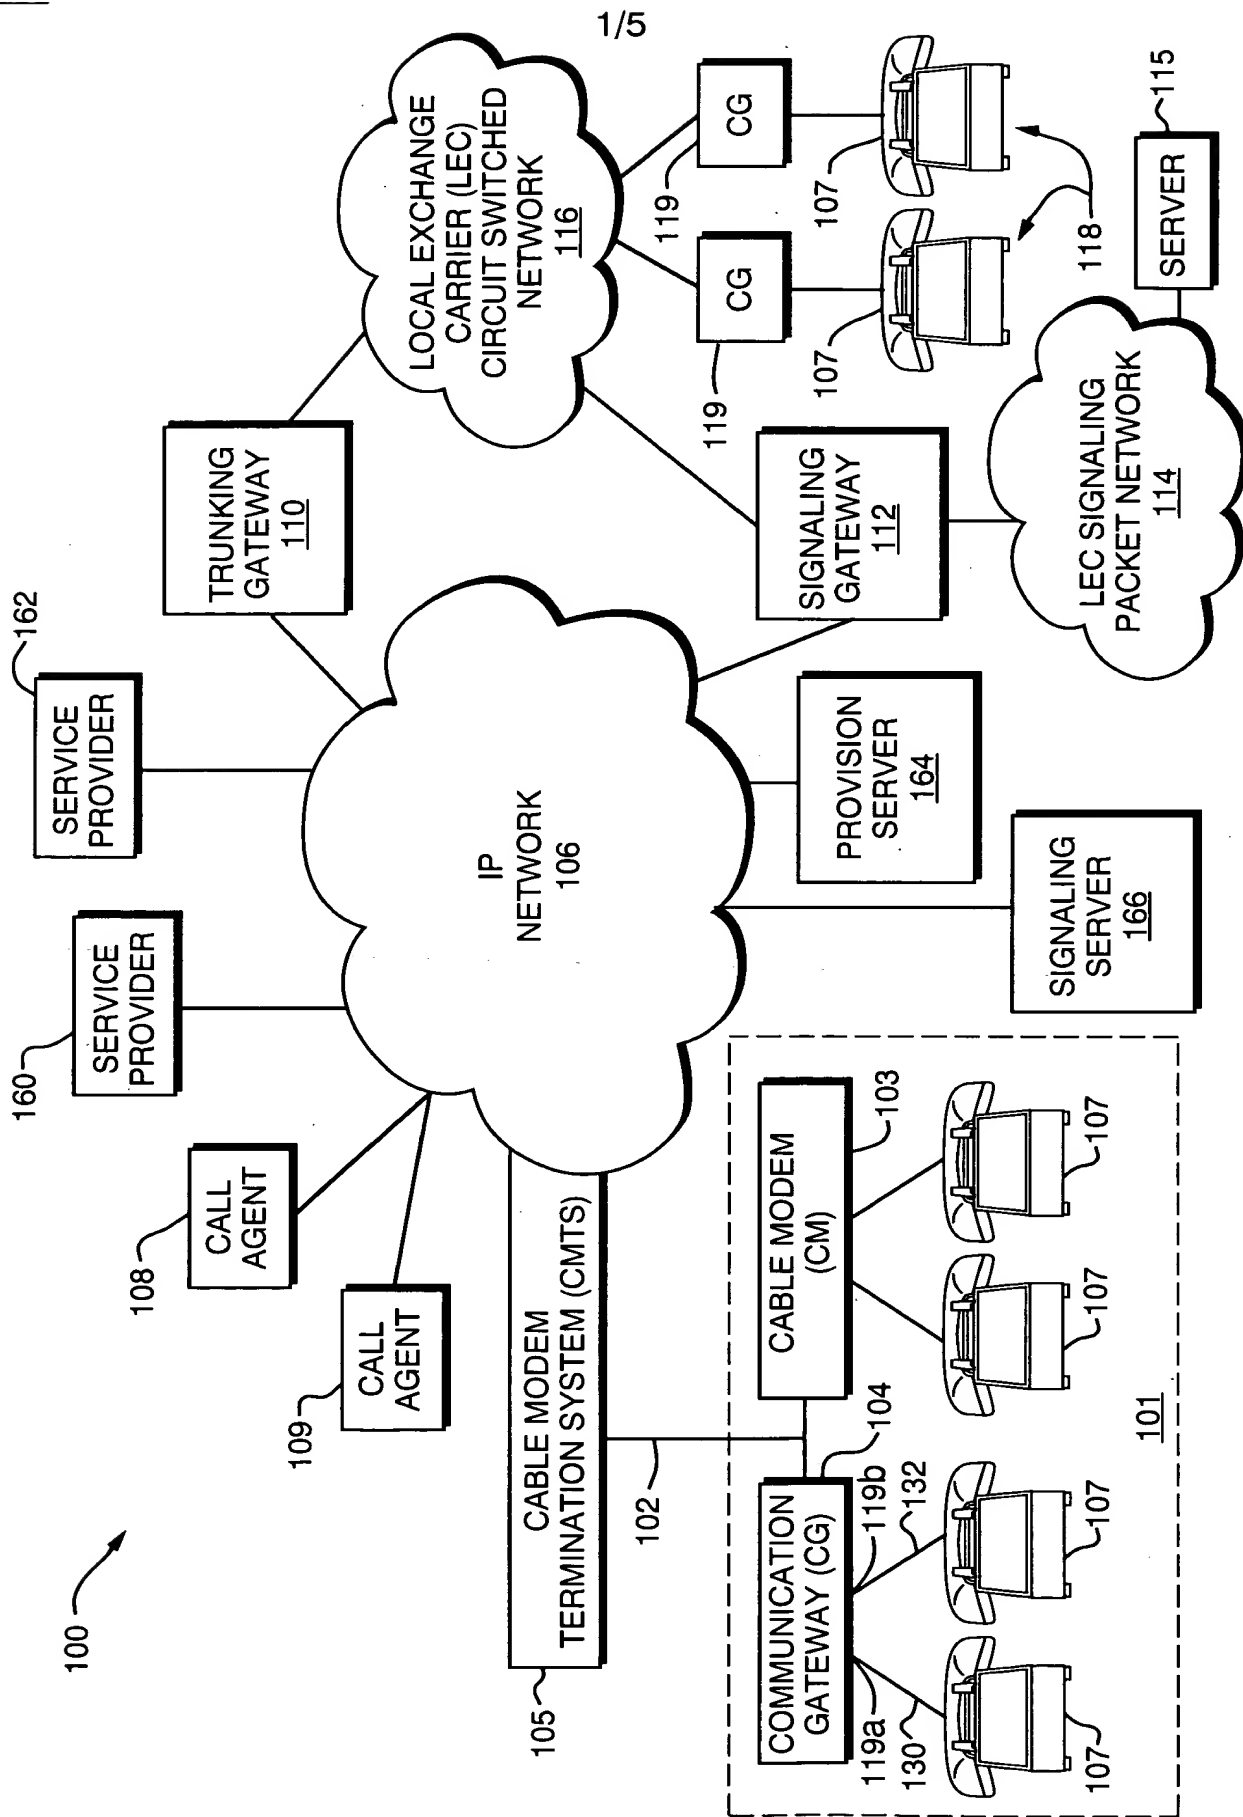 1/5
100
160
SERVICE
PROVIDER
162
SERVICE
PROVIDER
108
CALL
AGENT
109
CALL
AGENT
TRUNKING
GATEWAY
110
LOCAL EXCHANGE
CARRIER (LEC)
CIRCUIT SWITCHED
NETWORK
116
IP
NETWORK
106
105
CABLE MODEM
TERMINATION SYSTEM (CMTS)
102
SIGNALING
GATEWAY
112
119
CG
119
CG
107
107
118
PROVISION
SERVER
164
SIGNALING
SERVER
166
LEC SIGNALING
PACKET NETWORK
114
SERVER
115
COMMUNICATION
GATEWAY (CG)
104
CABLE MODEM
(CM)
103
119a
119b
130
132
107
107
107
107
101